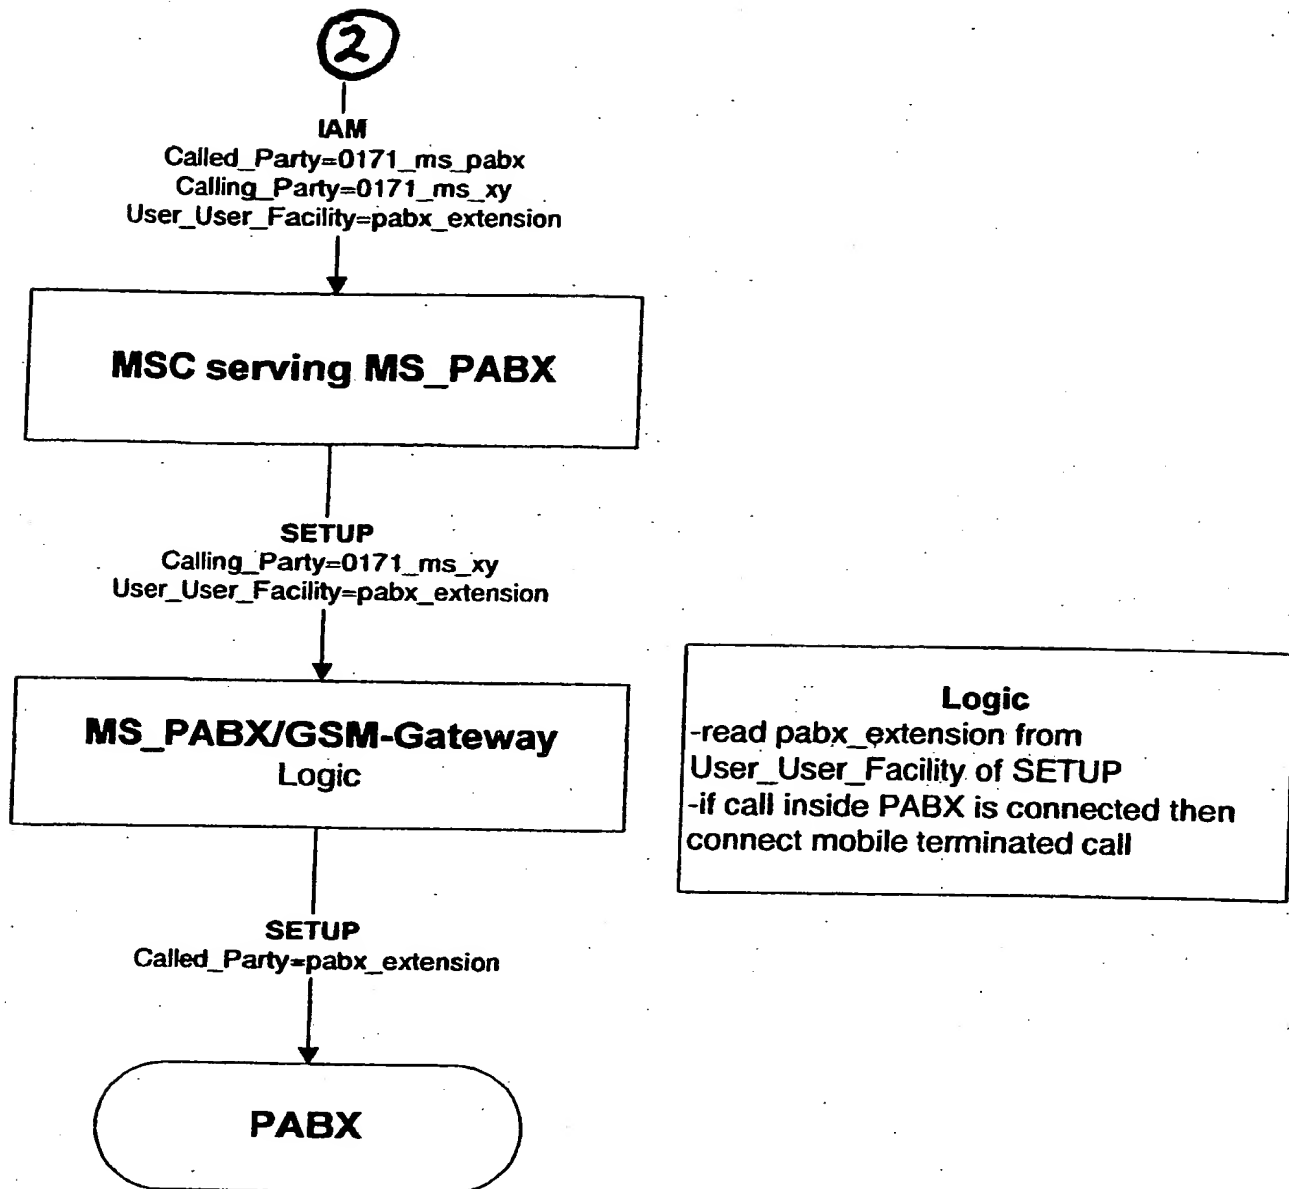 2
IAM
Called_Party=0171_ms_pabx
Calling_Party=0171_ms_xy
User_User_Facility=pabx_extension
MSC serving MS_PABX
SETUP
Calling_Party=0171_ms_xy
User_User_Facility=pabx_extension
MS_PABX/GSM-Gateway
Logic
Logic
-read pabx_extension from
User_User_Facility of SETUP
-if call inside PABX is connected then
connect mobile terminated call
SETUP
Called_Party=pabx_extension
PABX